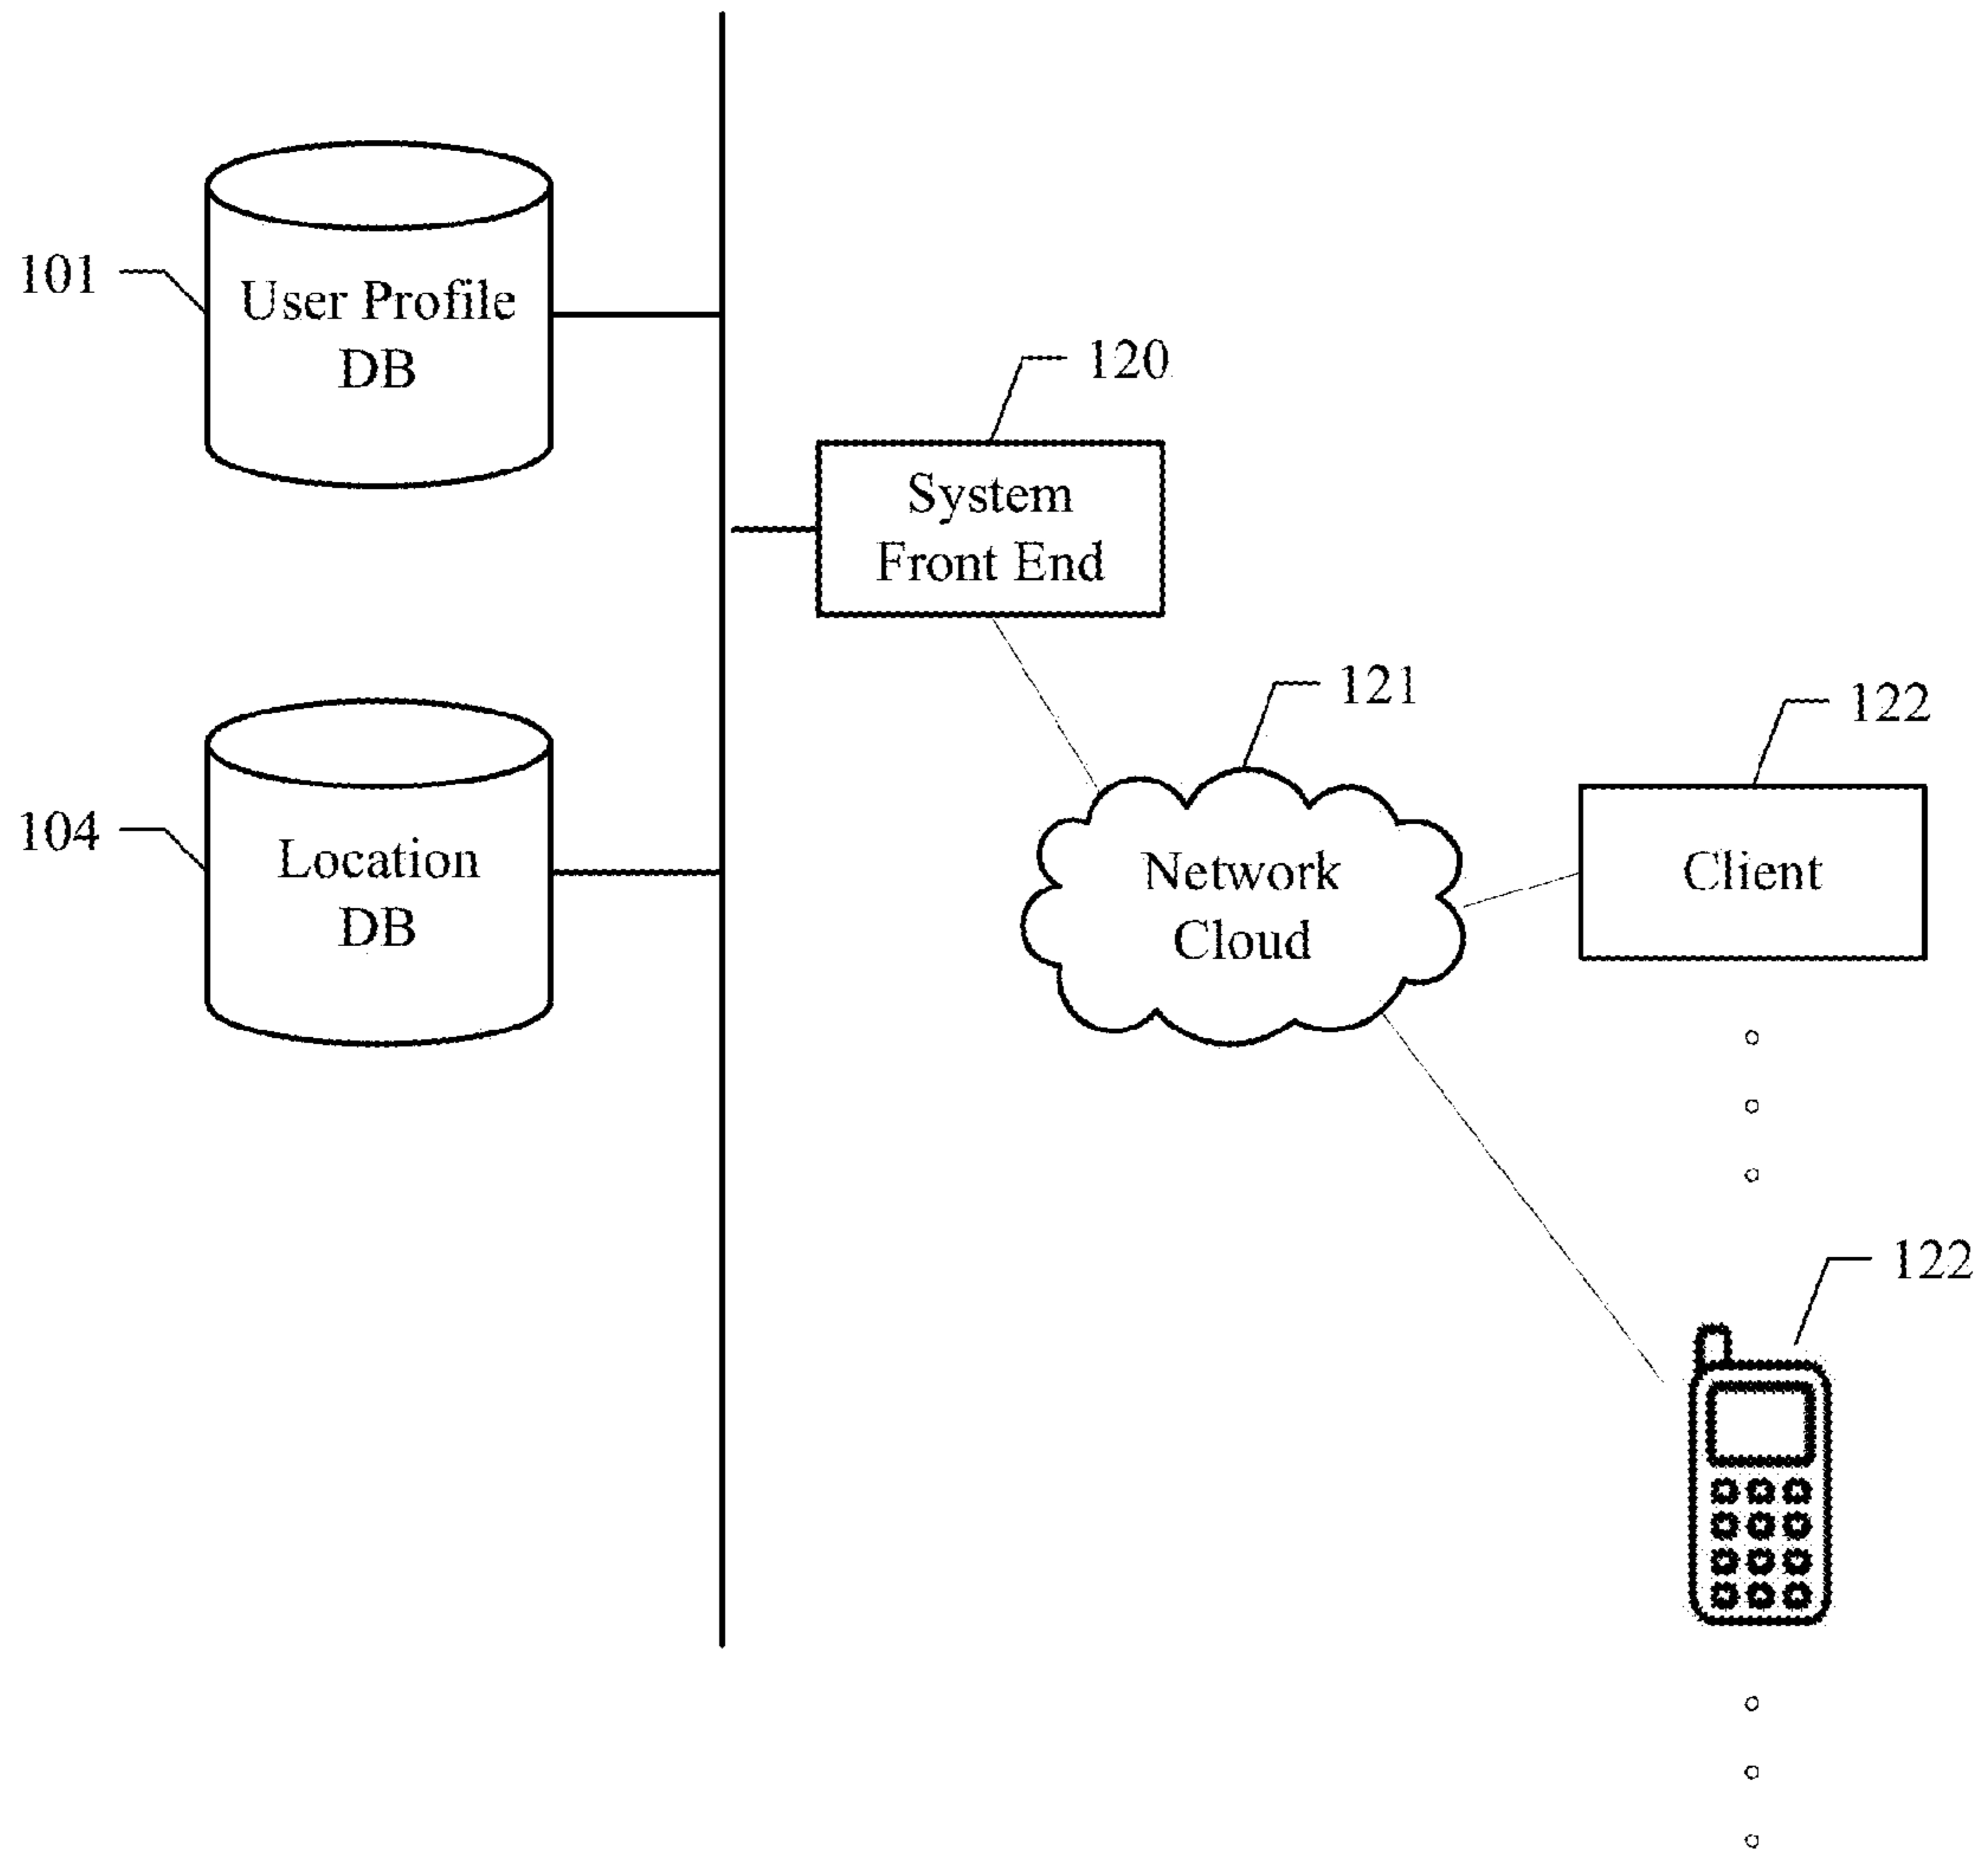 101
User Profile
DB
120
System
Front End
121
122
104
Location
DB
Network
Cloud
Client
122